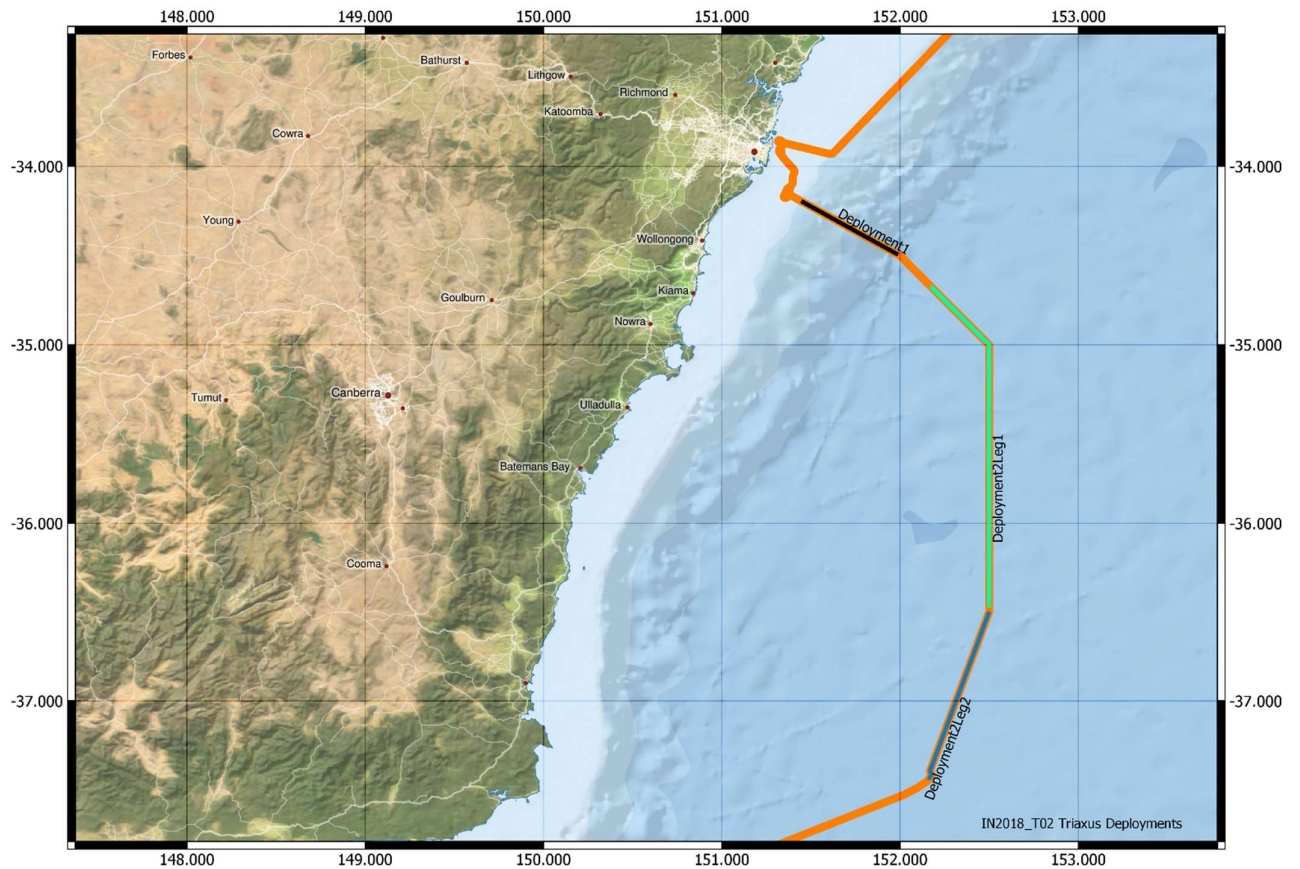 148.000 149.000 150.000 151.000 152.000 153.000
Forbes
Bathurst
Lithgow
Richmond
Katoomba
Cowra
-34.000 -34.000
Young
Deployment1
Wollongong
Kiama
Goulburn
Nowra
-35.000 -35.000
Canberra
Tumut
Ulladulla
Deployment2Leg1
Batemans Bay
-36.000 -36.000
Cooma
-37.000 -37.000
Deployment2Leg2
IN2018_T02 Triaxus Deployments
148.000 149.000 150.000 151.000 152.000 153.000